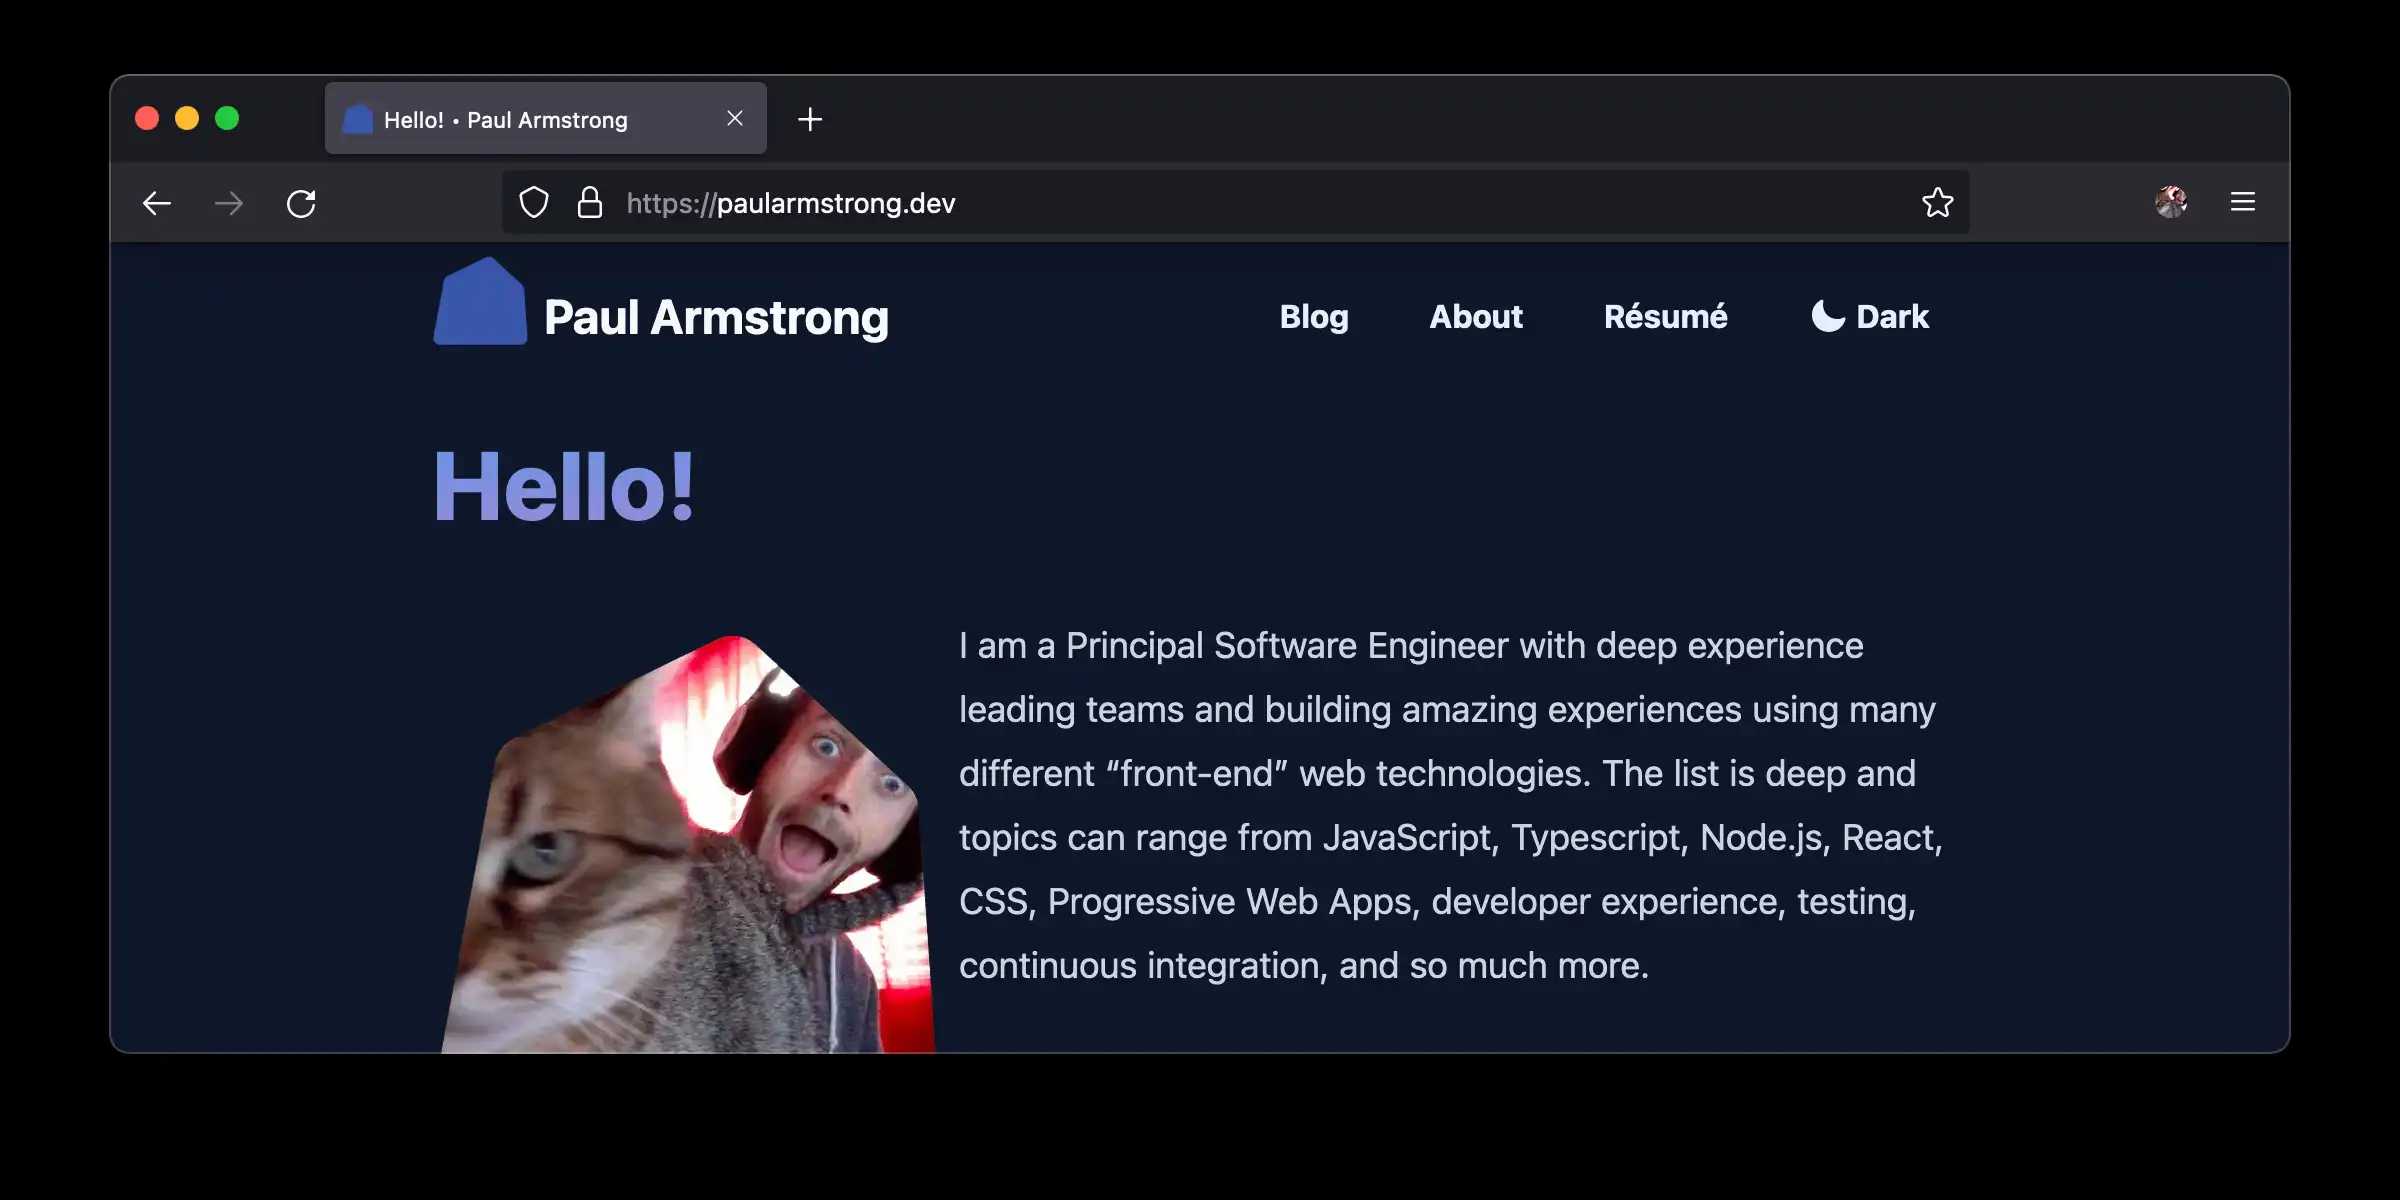 Hello! • Paul Armstrong
https://paularmstrong.dev
Paul Armstrong
Blog
About
Résumé
Dark
Hello!
I am a Principal Software Engineer with deep experience
leading teams and building amazing experiences using many
different “front-end” web technologies. The list is deep and
topics can range from JavaScript, Typescript, Node.js, React,
CSS, Progressive Web Apps, developer experience, testing,
continuous integration, and so much more.